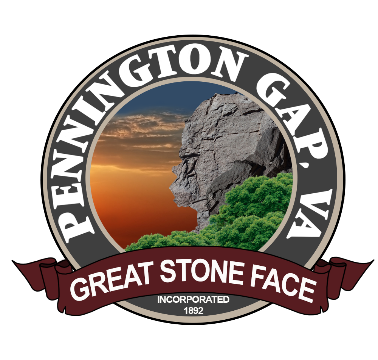 PENNINGTON GAP, VA
GREAT STONE FACE
INCORPORATED
1892